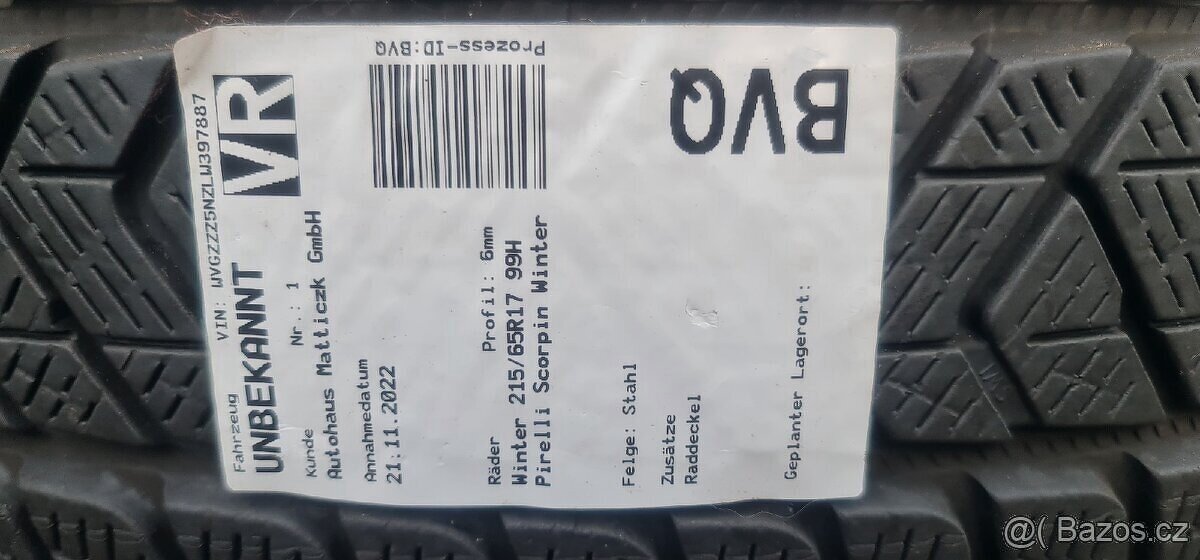 Fahrzeug
VIN: WVGZZZ5NZLW397887
UNBEKANNT
VR
Kunde
Nr.: 1
Autohaus Matticzk GmbH
Annahmedatum
21.11.2022
Prozess-ID:BVQ
Räder
Profil: 6mm
Winter 215/65R17 99H
Pirelli Scorpin Winter
Felge: Stahl
Zusätze
Raddeckel
BVQ
Geplanter Lagerort:
@( Bazos.cz